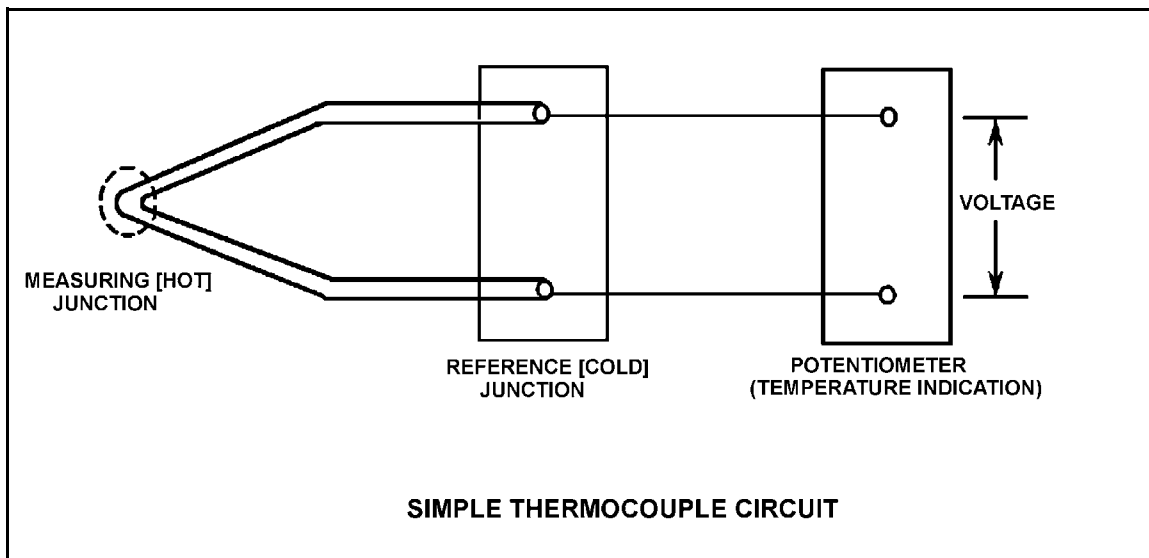 VOLTAGE
MEASURING [HOT]
JUNCTION
REFERENCE [COLD]
JUNCTION
POTENTIOMETER
(TEMPERATURE INDICATION)
SIMPLE THERMOCOUPLE CIRCUIT